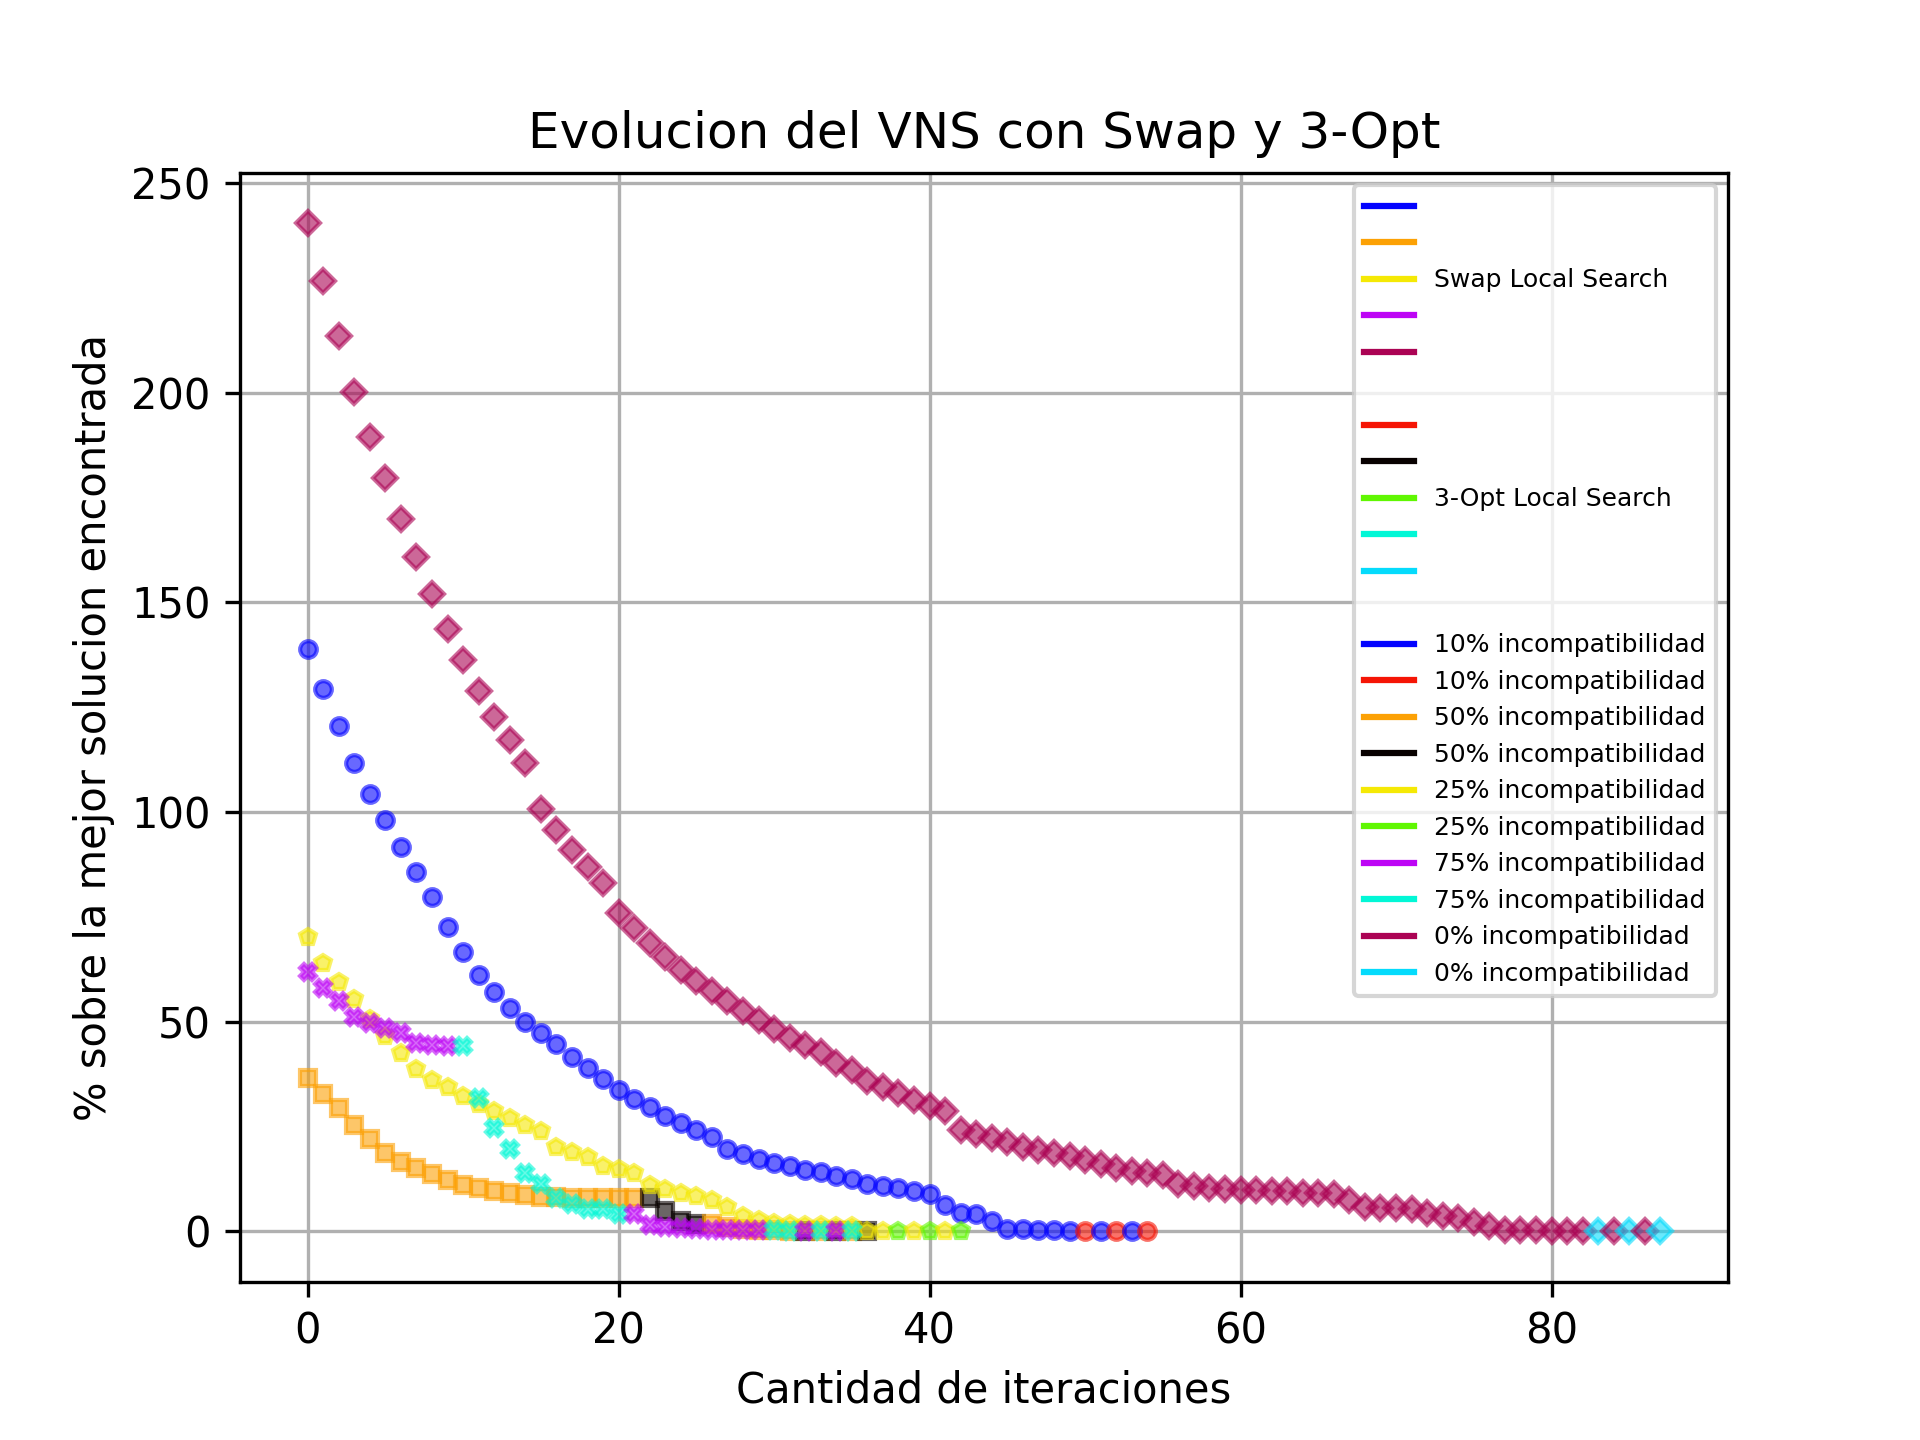 Evolucion del VNS con Swap y 3-Opt
% sobre la mejor solucion encontrada
250
200
150
100
50
0
Swap Local Search
3-Opt Local Search
10% incompatibilidad
10% incompatibilidad
50% incompatibilidad
50% incompatibilidad
25% incompatibilidad
25% incompatibilidad
75% incompatibilidad
75% incompatibilidad
0% incompatibilidad
0% incompatibilidad
0 20 40 60 80
Cantidad de iteraciones